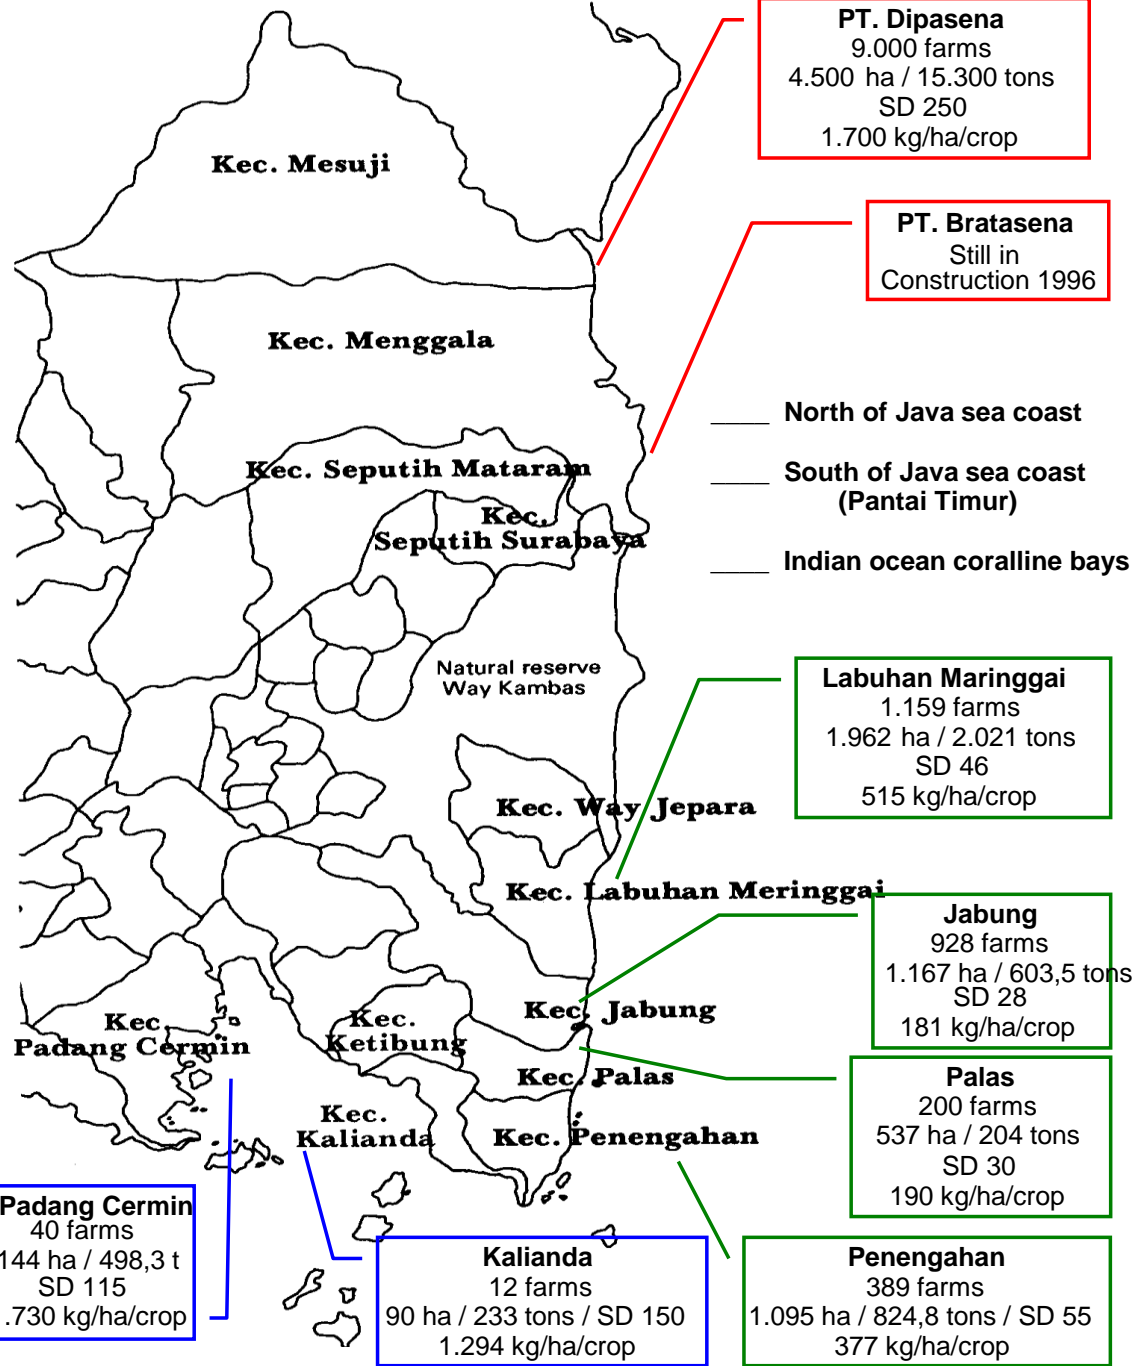 PT. Dipasena
9.000 farms
4.500 ha / 15.300 tons
SD 250
1.700 kg/ha/crop
Kec. Mesuji
PT. Bratasena
Still in
Construction 1996
Kec. Menggala
____ North of Java sea coast
Kec. Seputih Mataram
____ South of Java sea coast
(Pantai Timur)
Kec.
Seputih Surabaya
____ Indian ocean coralline bays
Natural reserve
Way Kambas
Labuhan Maringgai
1.159 farms
1.962 ha / 2.021 tons
SD 46
515 kg/ha/crop
Kec. Way Jepara
Kec. Labuhan Meringgai
Jabung
928 farms
1.167 ha / 603,5 tons
SD 28
181 kg/ha/crop
Kec. Jabung
Kec.
Padang Cermin
Kec.
Ketibung
Kec. Palas
Palas
200 farms
537 ha / 204 tons
SD 30
190 kg/ha/crop
Kec.
Kalianda
Kec. Penengahan
Padang Cermin
40 farms
144 ha / 498,3 t
SD 115
.730 kg/ha/crop
Kalianda
12 farms
90 ha / 233 tons / SD 150
1.294 kg/ha/crop
Penengahan
389 farms
1.095 ha / 824,8 tons / SD 55
377 kg/ha/crop